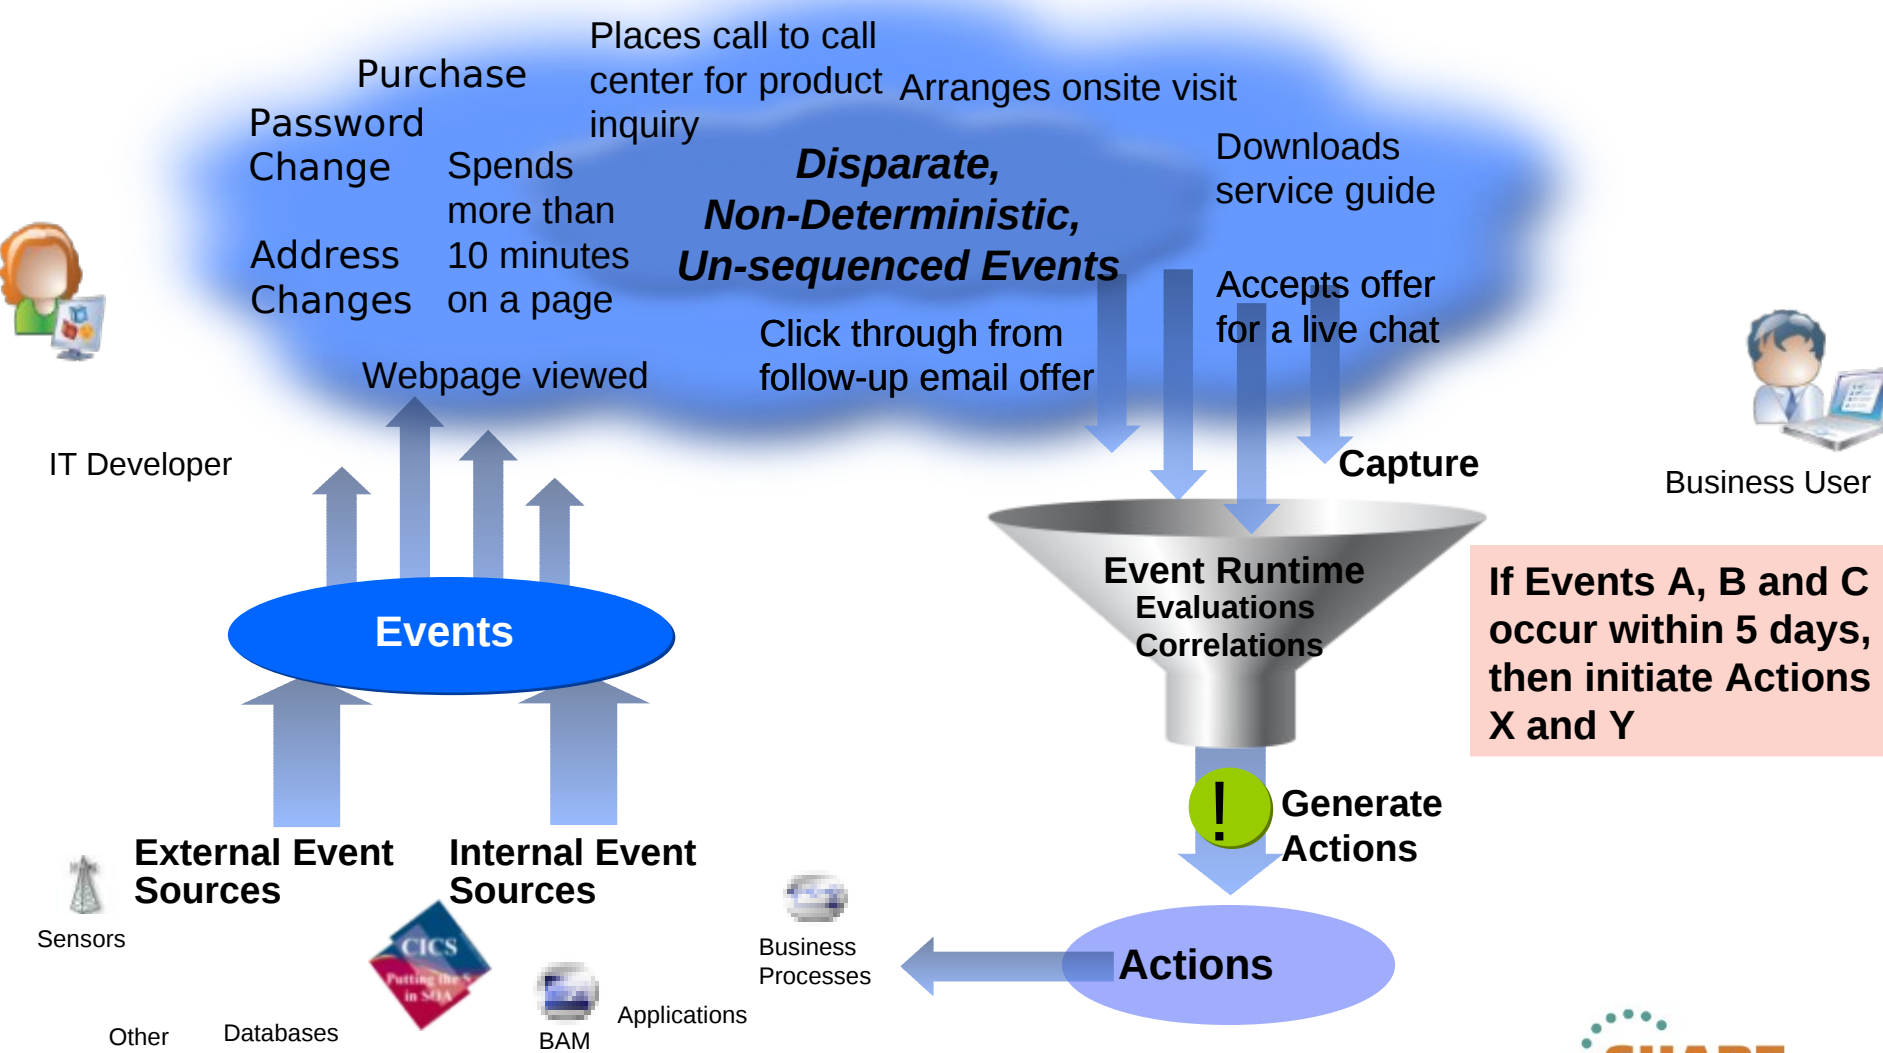 Places call to call
center for product
inquiry
Purchase
Arranges onsite visit
Password
Change
Spends
more than
10 minutes
on a page
Disparate,
Non-Deterministic,
Un-sequenced Events
Downloads
service guide
Address
Changes
Accepts offer
for a live chat
Click through from
follow-up email offer
Webpage viewed
IT Developer
Capture
Business User
Event Runtime
Evaluations
Correlations
If Events A, B and C
occur within 5 days,
then initiate Actions
X and Y
Events
!
Generate
Actions
External Event
Sources
Internal Event
Sources
Sensors
CICS
Putting the S
in SOA
Business
Processes
Actions
Applications
Other
Databases
BAM